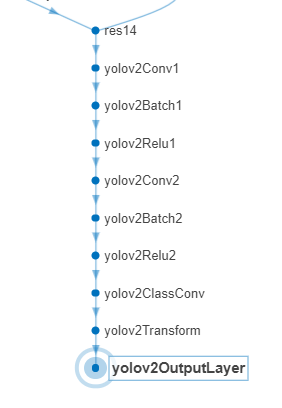 res14
yolov2Conv1
yolov2Batch1
yolov2Relu1
yolov2Conv2
yolov2Batch2
yolov2Relu2
yolov2ClassConv
yolov2Transform
yolov2OutputLayer